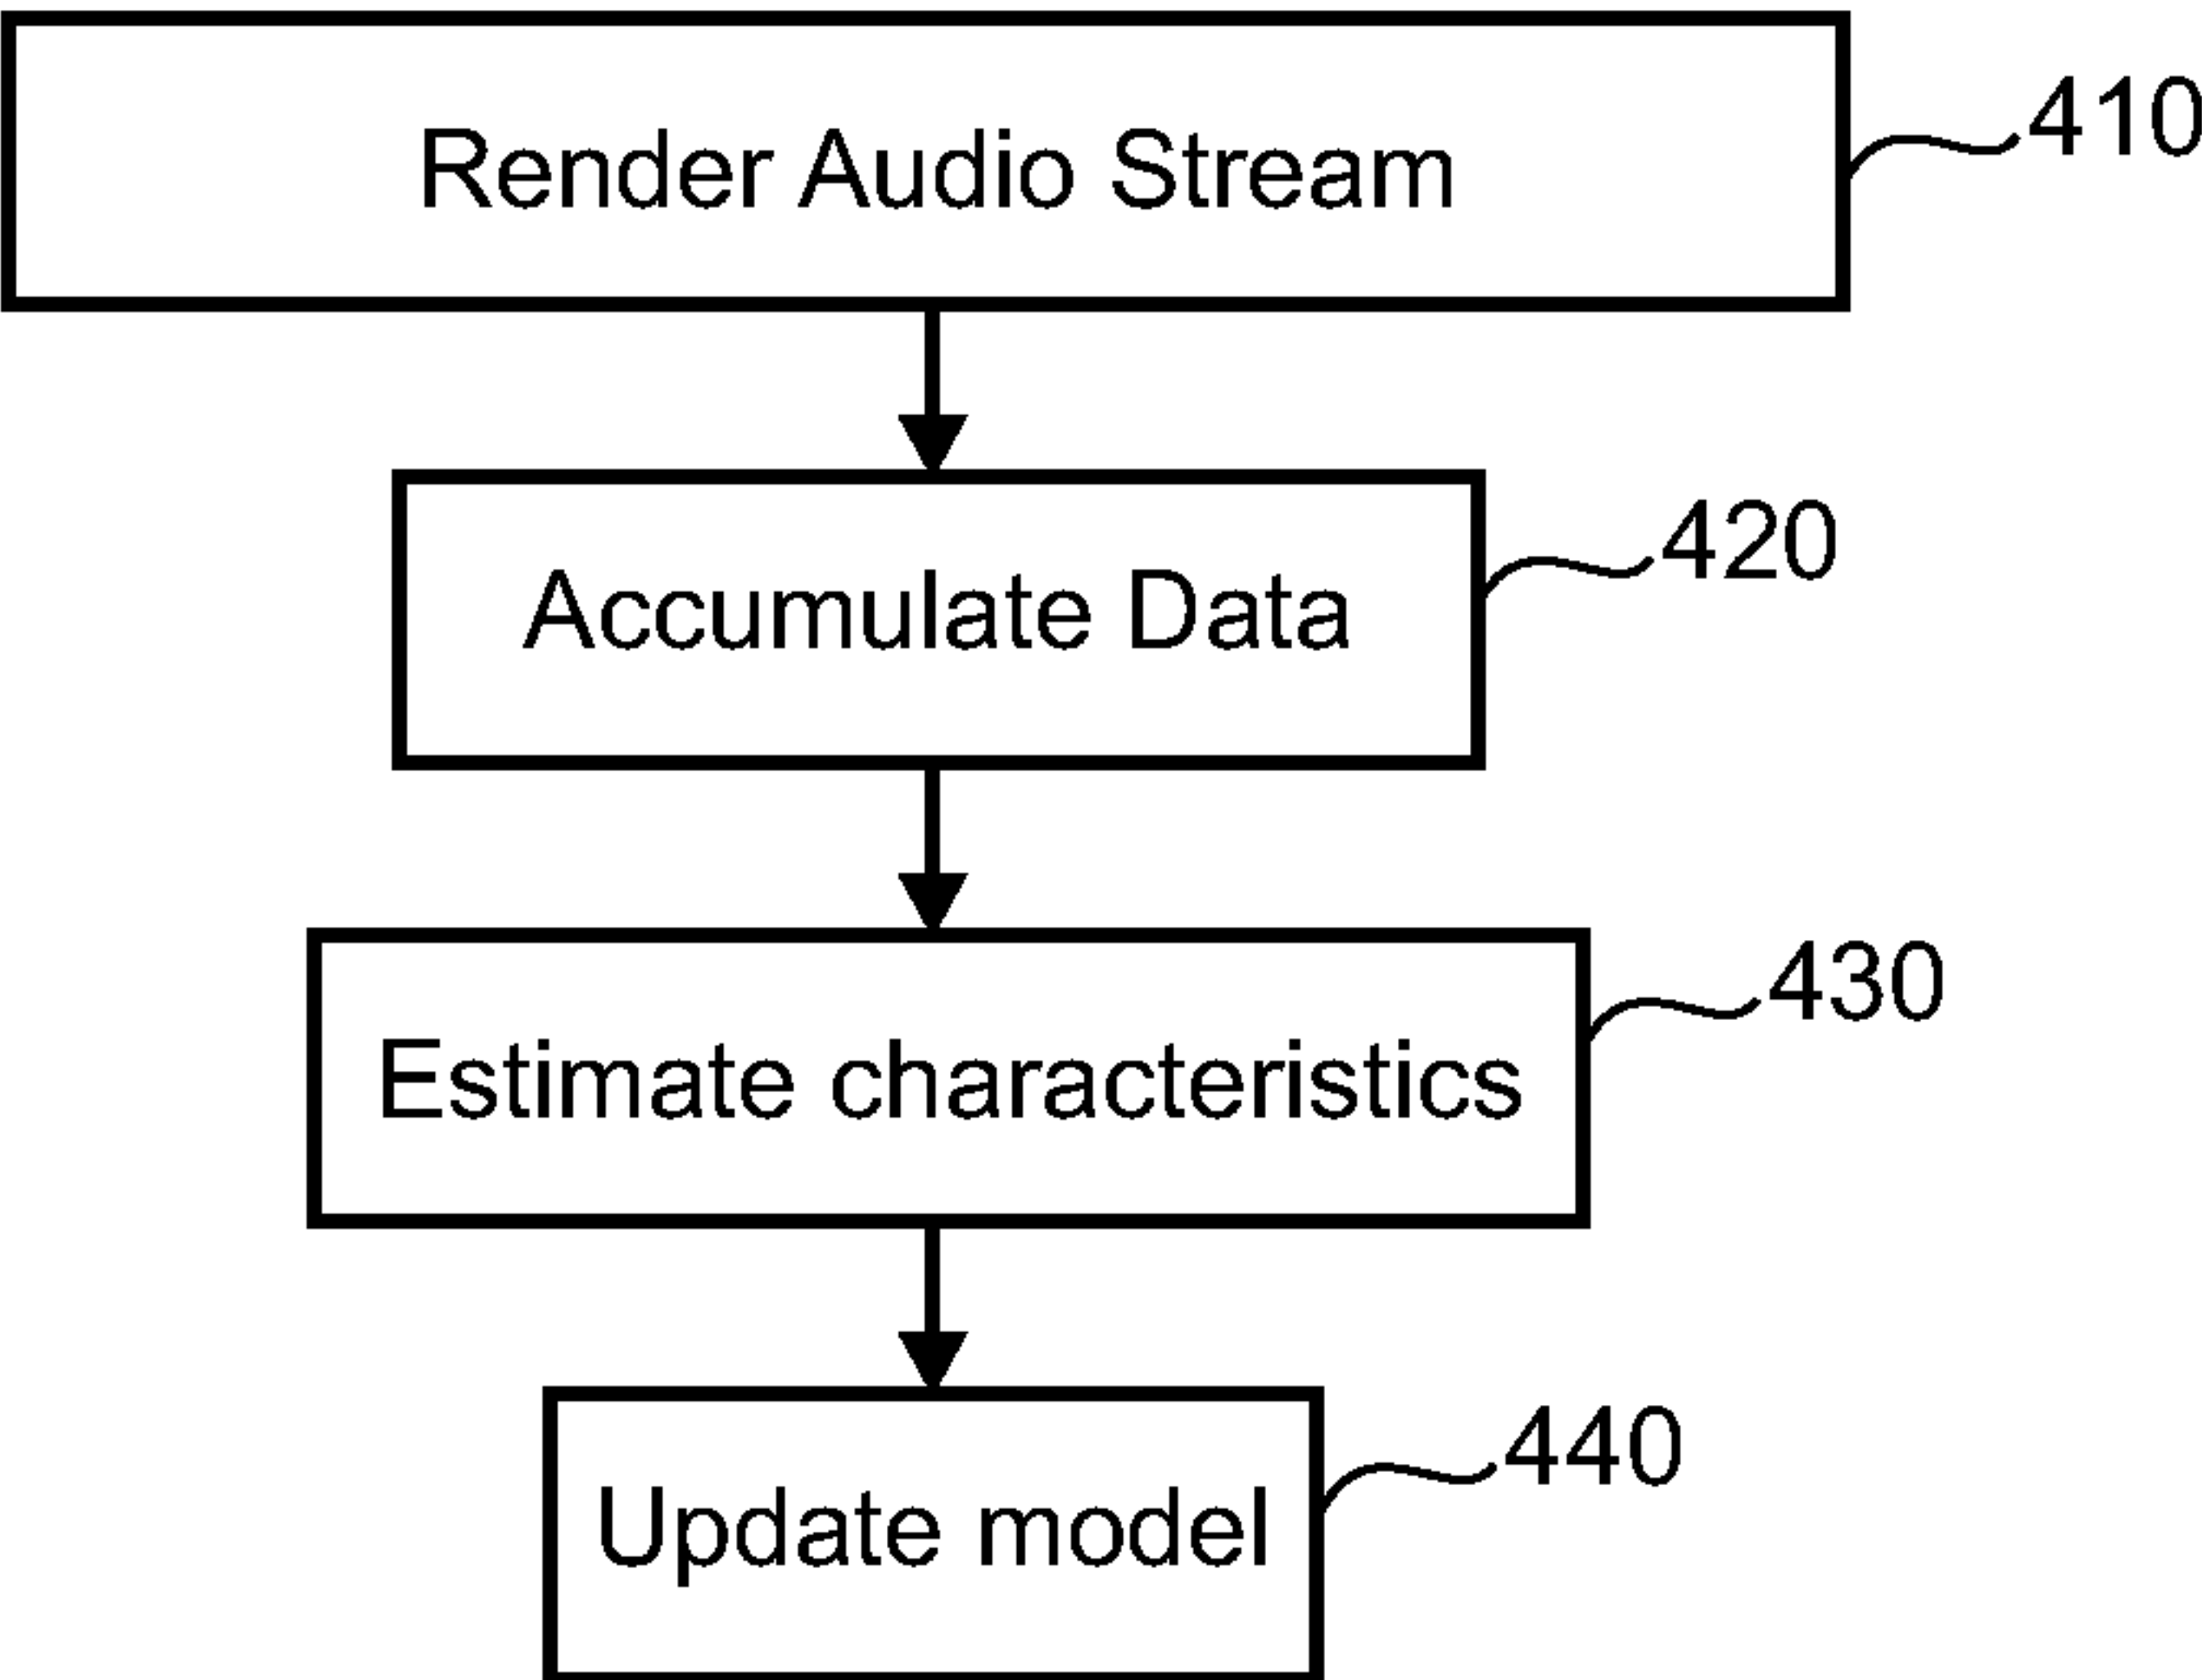 Render Audio Stream
410
Accumulate Data
420
Estimate characteristics
430
Update model
440